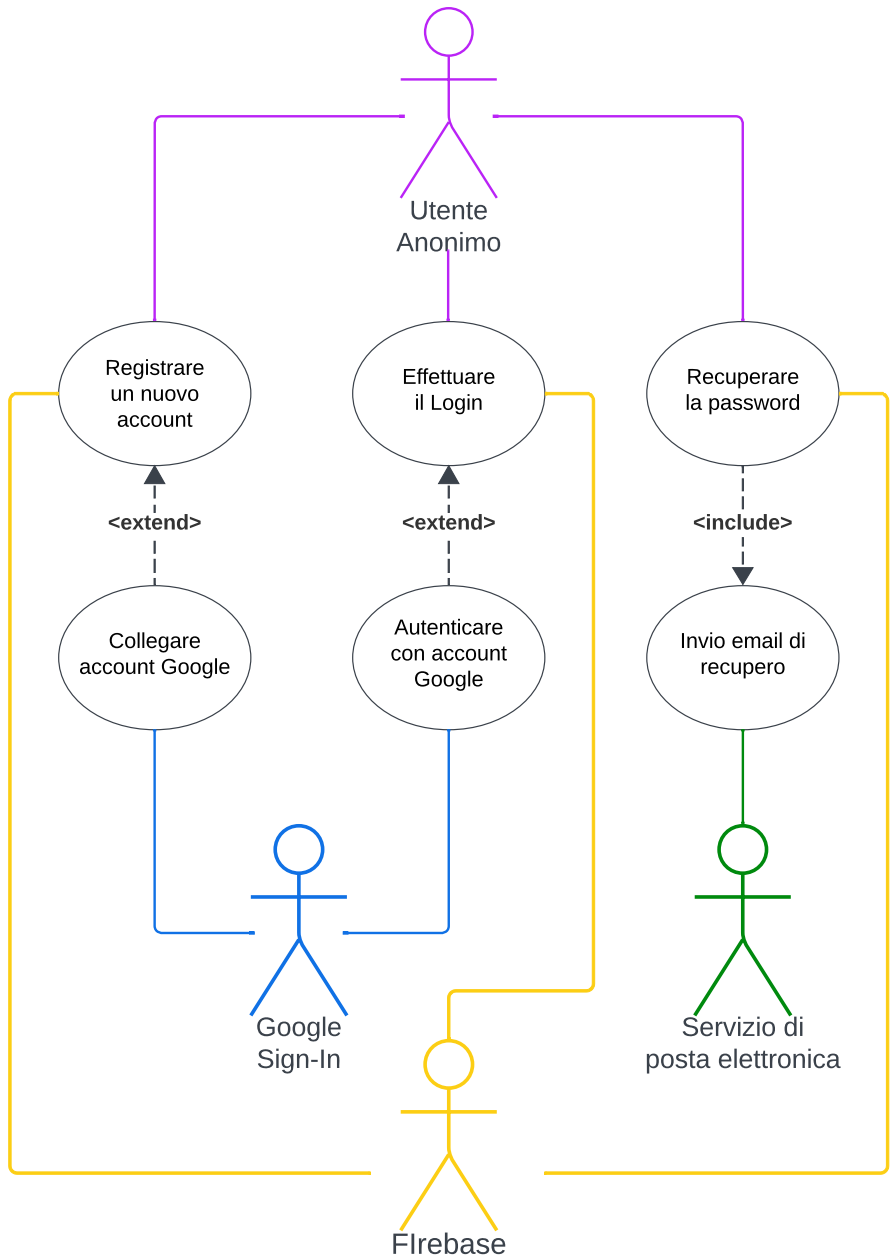 Utente
Anonimo
Registrare
un nuovo
account
Effettuare
il Login
Recuperare
la password
<extend>
<extend>
<include>
Collegare
account Google
Autenticare
con account
Google
Invio email di
recupero
Google
Sign-In
Servizio di
posta elettronica
FIrebase